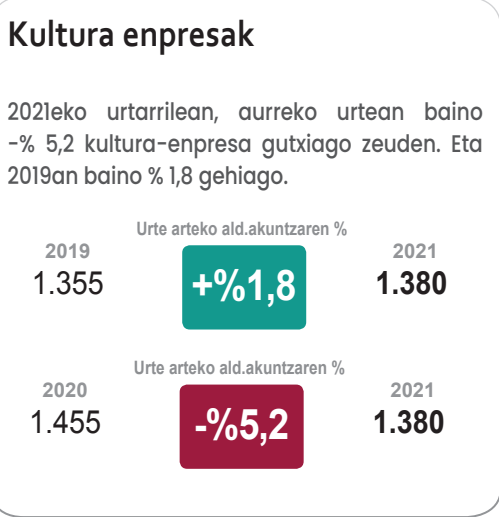 Kultura enpresak
2021eko urtarrilean, aurreko urtean baino
-% 5,2 kultura-enpresa gutxiago zeuden. Eta
2019an baino % 1,8 gehiago.
Urte arteko ald.akuntzaren %
2019
1.355
+%1,8
2021
1.380
Urte arteko ald.akuntzaren %
2020
1.455
-%5,2
2021
1.380